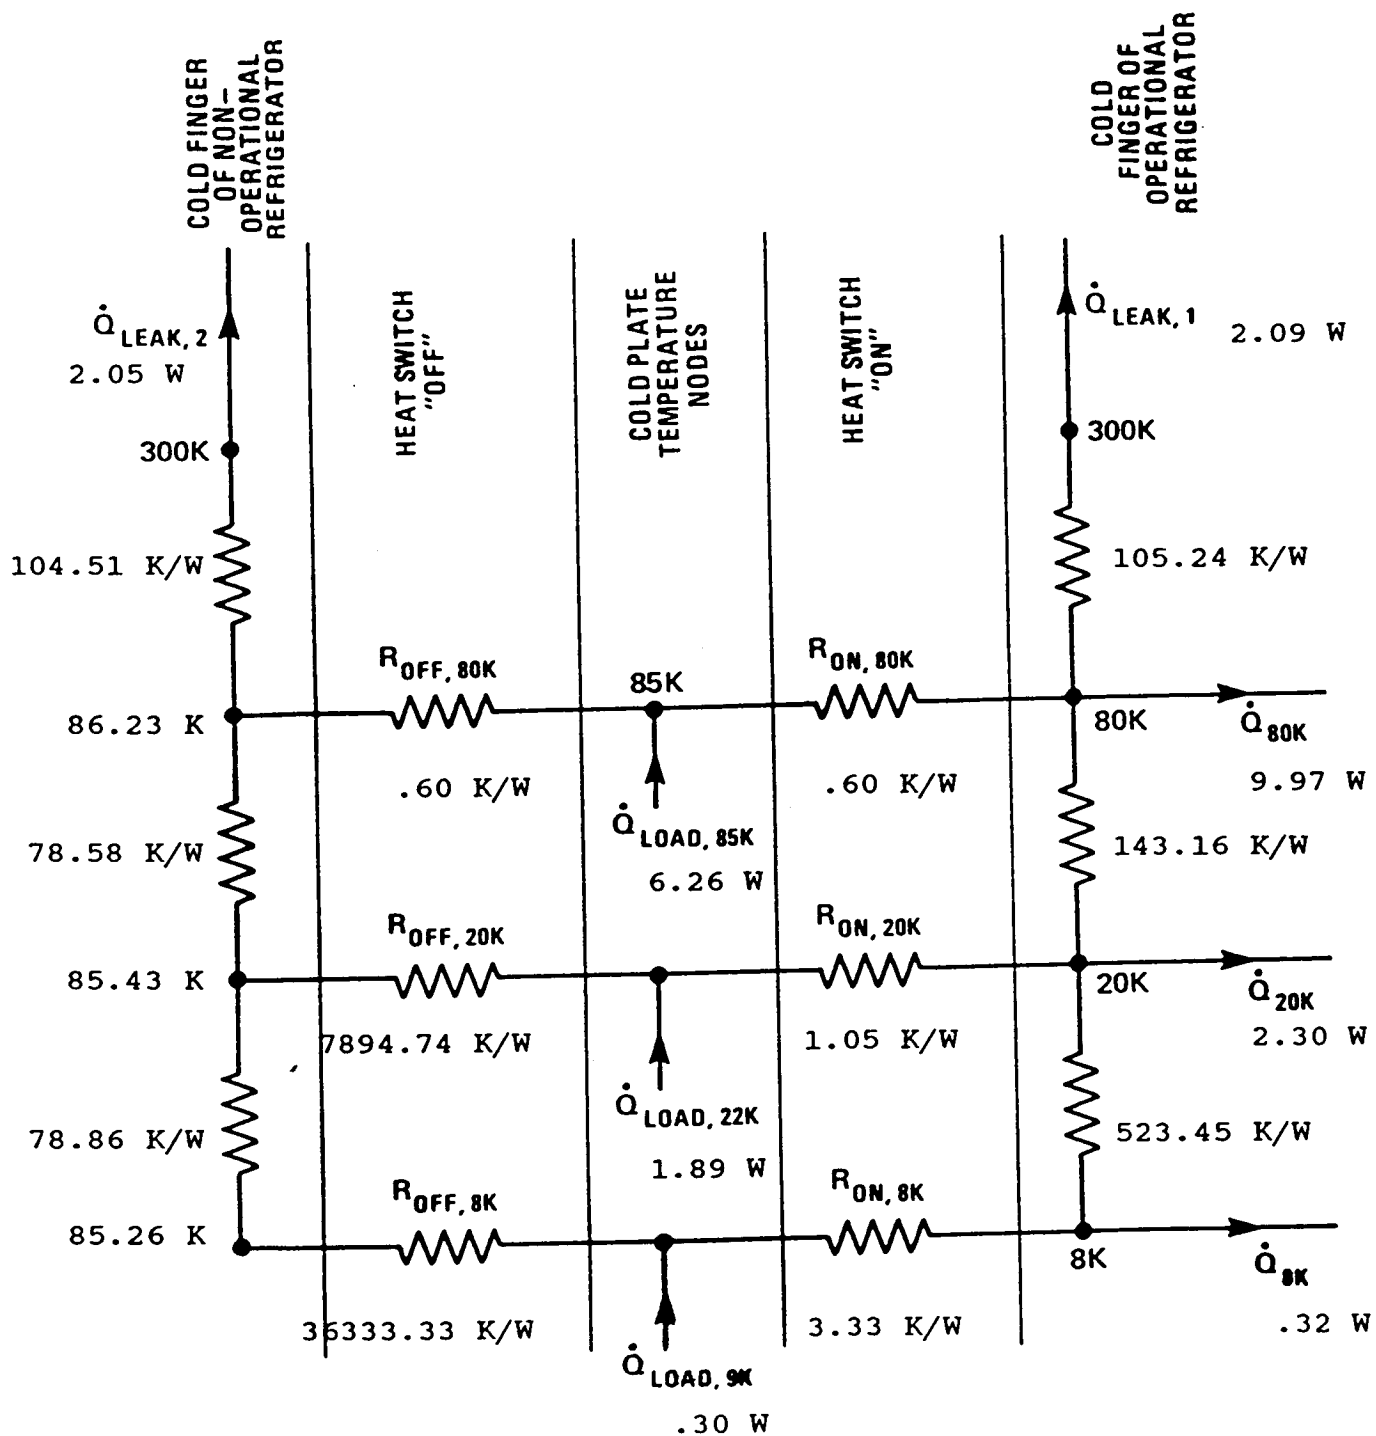 COLD FINGER
OF NON-
OPERATIONAL
REFRIGERATOR
COLD
FINGER OF
OPERATIONAL
REFRIGERATOR
HEAT SWITCH
"OFF"
COLD PLATE
TEMPERATURE
NODES
HEAT SWITCH
"ON"
Q̇LEAK, 2
2.05 W
Q̇LEAK, 1
2.09 W
300K
300K
104.51 K/W
105.24 K/W
ROFF, 80K
85K
RON, 80K
86.23 K
80K
Q̇80K
.60 K/W
.60 K/W
9.97 W
Q̇LOAD, 85K
6.26 W
78.58 K/W
143.16 K/W
ROFF, 20K
RON, 20K
85.43 K
20K
Q̇20K
7894.74 K/W
1.05 K/W
2.30 W
Q̇LOAD, 22K
1.89 W
78.86 K/W
523.45 K/W
ROFF, 8K
RON, 8K
85.26 K
8K
Q̇8K
36333.33 K/W
3.33 K/W
.32 W
Q̇LOAD, 9K
.30 W